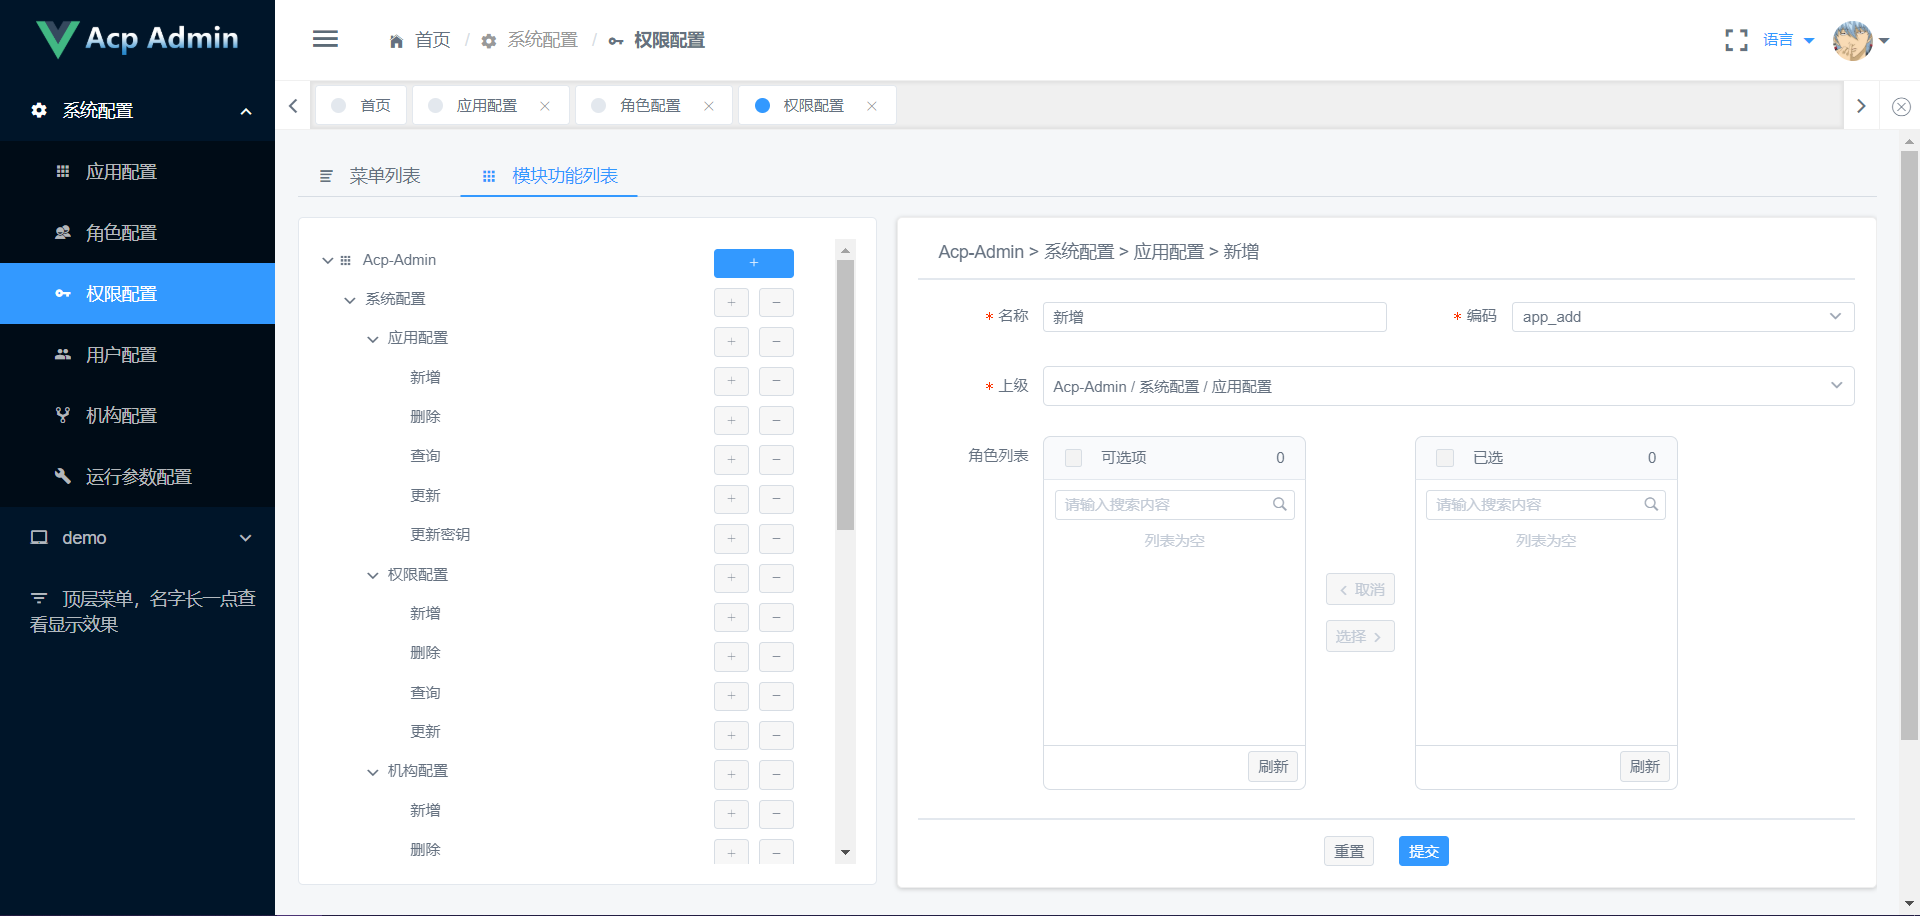 Acp Admin
系统配置
应用配置
角色配置
权限配置
用户配置
机构配置
运行参数配置
demo
顶层菜单，名字长一点查
看显示效果
首页 / 系统配置 / 权限配置
语言
首页
应用配置
角色配置
权限配置
菜单列表
模块功能列表
Acp-Admin
系统配置
应用配置
新增
删除
查询
更新
更新密钥
权限配置
新增
删除
查询
更新
机构配置
新增
删除
Acp-Admin > 系统配置 > 应用配置 > 新增
* 名称
新增
* 编码
app_add
* 上级
Acp-Admin / 系统配置 / 应用配置
角色列表
可选项 0
请输入搜索内容
列表为空
刷新
取消
选择
已选 0
请输入搜索内容
列表为空
刷新
重置
提交